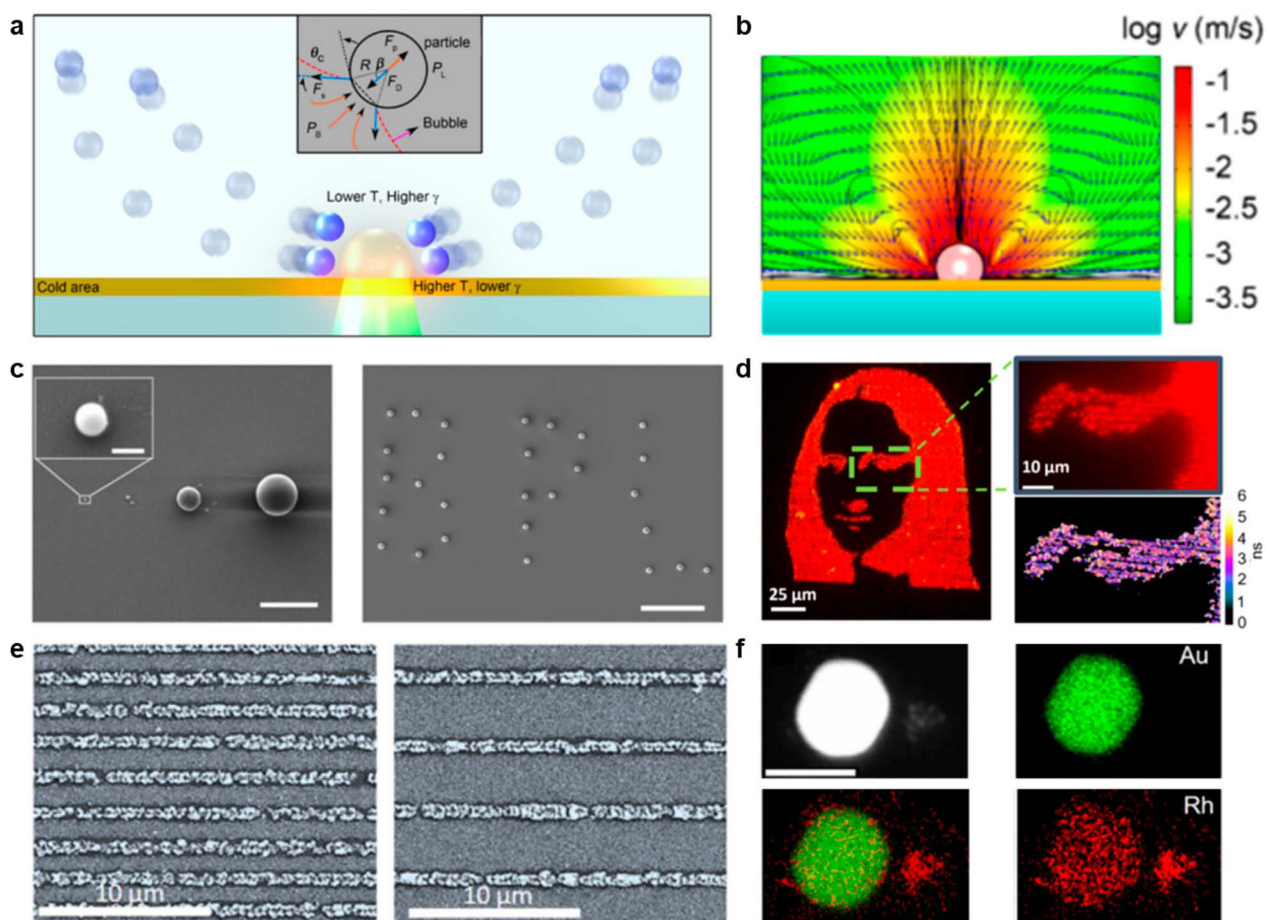 a
θC
Fp
particle
R
β
PL
Fs
FD
PB
Bubble
Lower T, Higher γ
Cold area
Higher T, lower γ
b
log v (m/s)
-1
-1.5
-2
-2.5
-3
-3.5
c
d
25 µm
10 µm
6
5
4
3
2
1
0
ns
e
10 µm
10 µm
f
Au
Rh